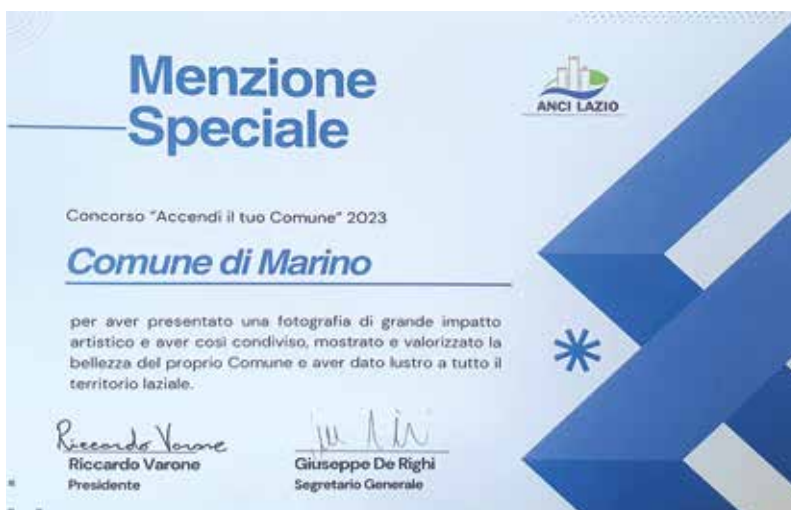 Menzione
Speciale
ANCI LAZIO
Concorso "Accendi il tuo Comune" 2023
Comune di Marino
per aver presentato una fotografia di grande impatto
artistico e aver così condiviso, mostrato e valorizzato la
bellezza del proprio Comune e aver dato lustro a tutto il
territorio laziale.
Riccardo Varone
Riccardo Varone
Presidente
Giuseppe De Righi
Segretario Generale